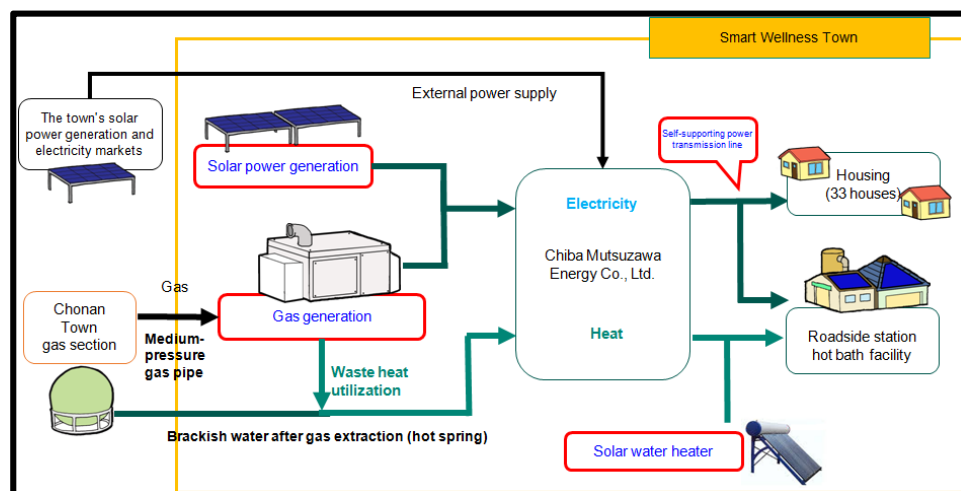 Smart Wellness Town
External power supply
The town's solar
power generation and
electricity markets
Solar power generation
Self-supporting power
transmission line
Housing
(33 houses)
Electricity
Chiba Mutsuzawa
Energy Co., Ltd.
Heat
Gas
Chonan
Town
gas section
Gas generation
Medium-
pressure
gas pipe
Waste heat
utilization
Roadside station
hot bath facility
Brackish water after gas extraction (hot spring)
Solar water heater